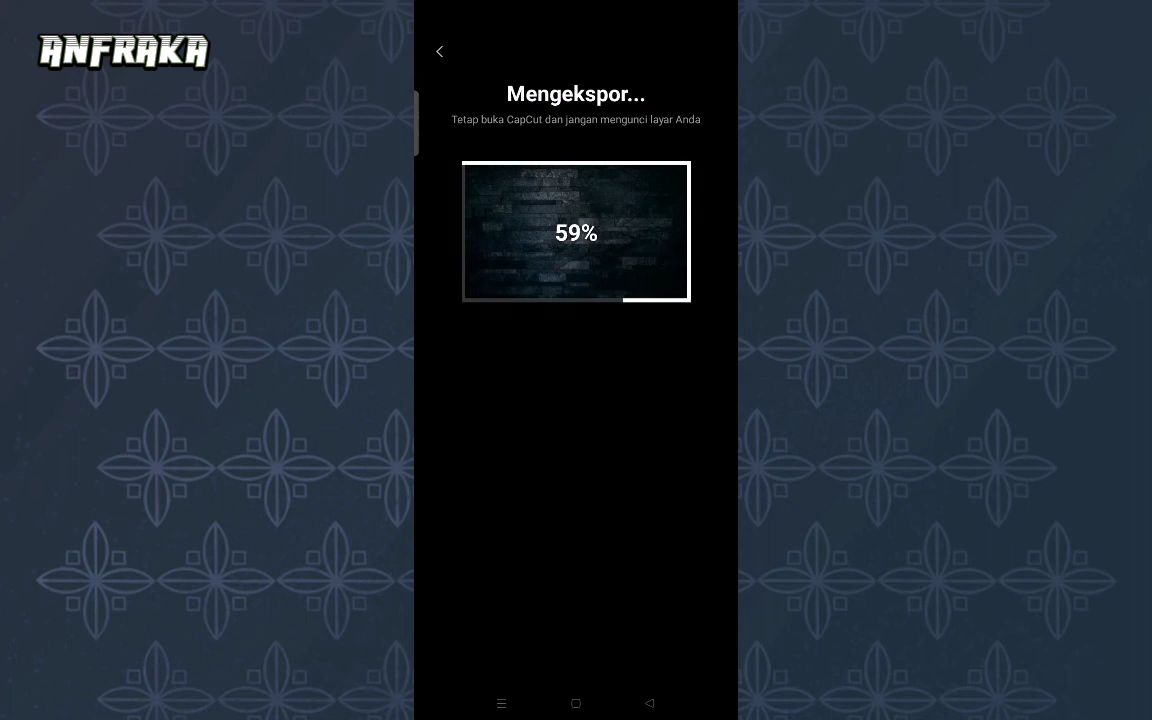 ANFRAKA
Mengekspor...
Tetap buka CapCut dan jangan mengunci layar Anda
59%